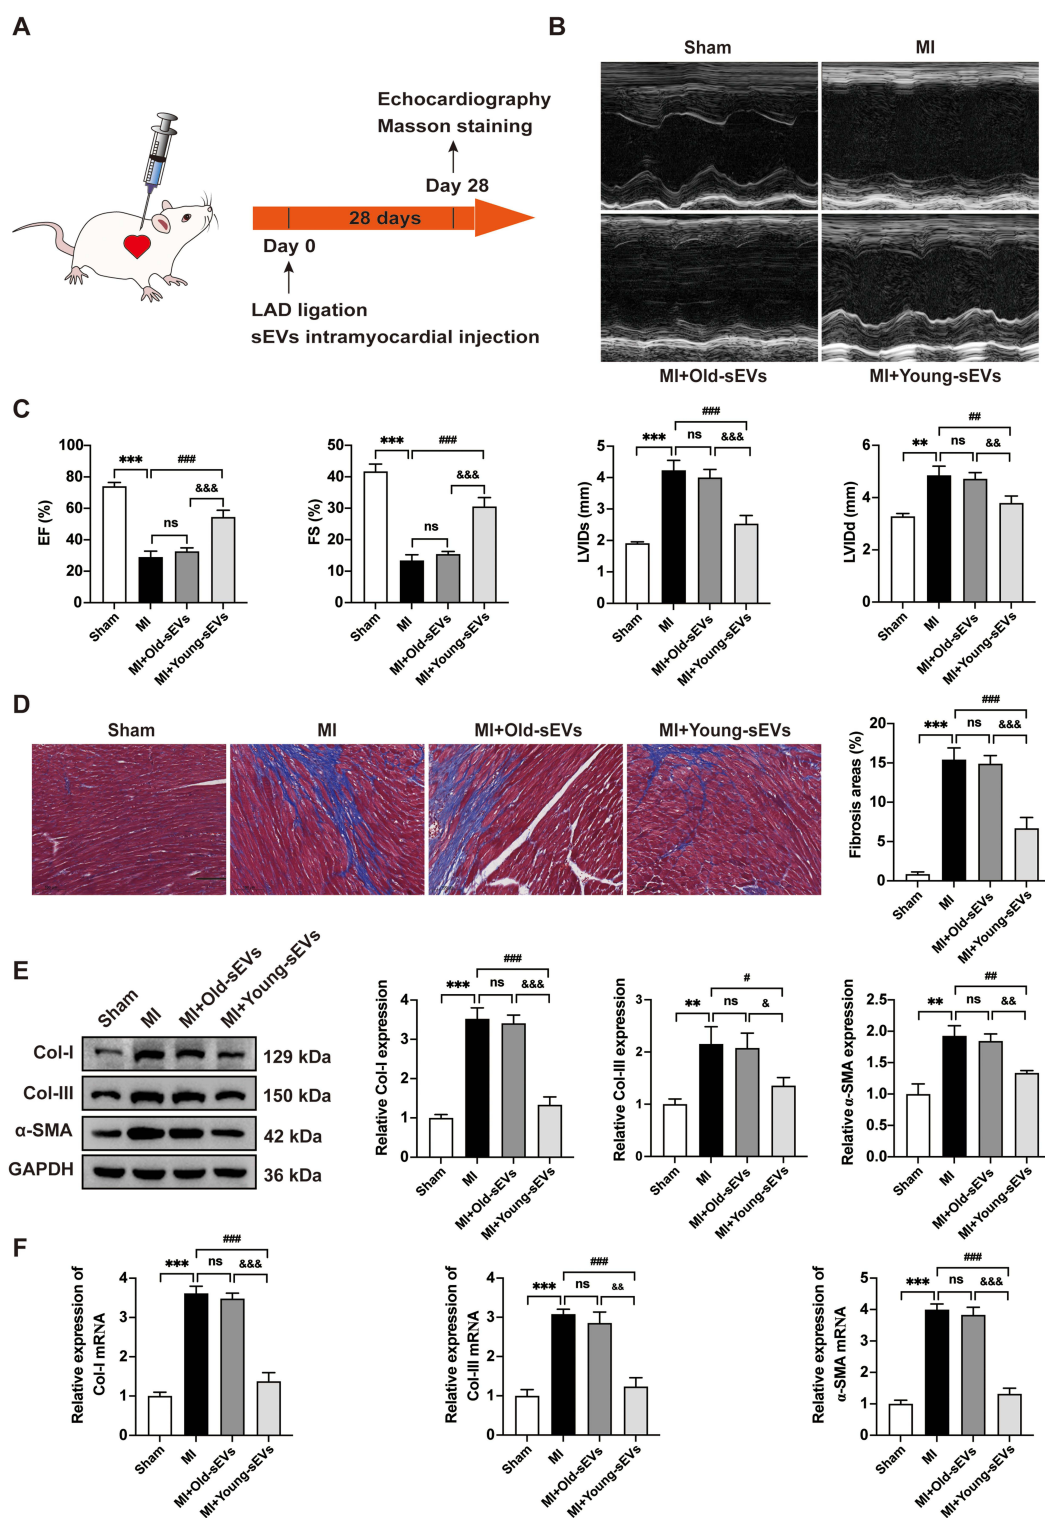 A
Echocardiography
Masson staining
Day 28
28 days
Day 0
LAD ligation
sEVs intramyocardial injection
B
Sham
MI
MI+Old-sEVs
MI+Young-sEVs
C
EF (%)
100
80
60
40
20
0
***
###
&&&
ns
Sham
MI
MI+Old-sEVs
MI+Young-sEVs
FS (%)
50
40
30
20
10
0
***
###
&&&
ns
Sham
MI
MI+Old-sEVs
MI+Young-sEVs
LVIDs (mm)
5
4
3
2
1
0
###
***
ns
&&&
Sham
MI
MI+Old-sEVs
MI+Young-sEVs
LVIDd (mm)
6
4
2
0
##
**
ns
&&
Sham
MI
MI+Old-sEVs
MI+Young-sEVs
D
Sham
MI
MI+Old-sEVs
MI+Young-sEVs
Fibrosis areas (%)
20
15
10
5
0
###
***
ns
&&&
Sham
MI
MI+Old-sEVs
MI+Young-sEVs
E
Sham
MI
MI+Old-sEVs
MI+Young-sEVs
Col-I
129 kDa
Col-III
150 kDa
α-SMA
42 kDa
GAPDH
36 kDa
Relative Col-I expression
4
3
2
1
0
###
***
ns
&&&
Sham
MI
MI+Old-sEVs
MI+Young-sEVs
Relative Col-III expression
3
2
1
0
#
**
ns
&
Sham
MI
MI+Old-sEVs
MI+Young-sEVs
Relative α-SMA expression
2.5
2.0
1.5
1.0
0.5
0.0
##
**
ns
&&
Sham
MI
MI+Old-sEVs
MI+Young-sEVs
F
Relative expression of
Col-I mRNA
4
3
2
1
0
###
***
ns
&&&
Sham
MI
MI+Old-sEVs
MI+Young-sEVs
Relative expression of
Col-III mRNA
4
3
2
1
0
###
***
ns
&&
Sham
MI
MI+Old-sEVs
MI+Young-sEVs
Relative expression of
α-SMA mRNA
5
4
3
2
1
0
###
***
ns
&&&
Sham
MI
MI+Old-sEVs
MI+Young-sEVs